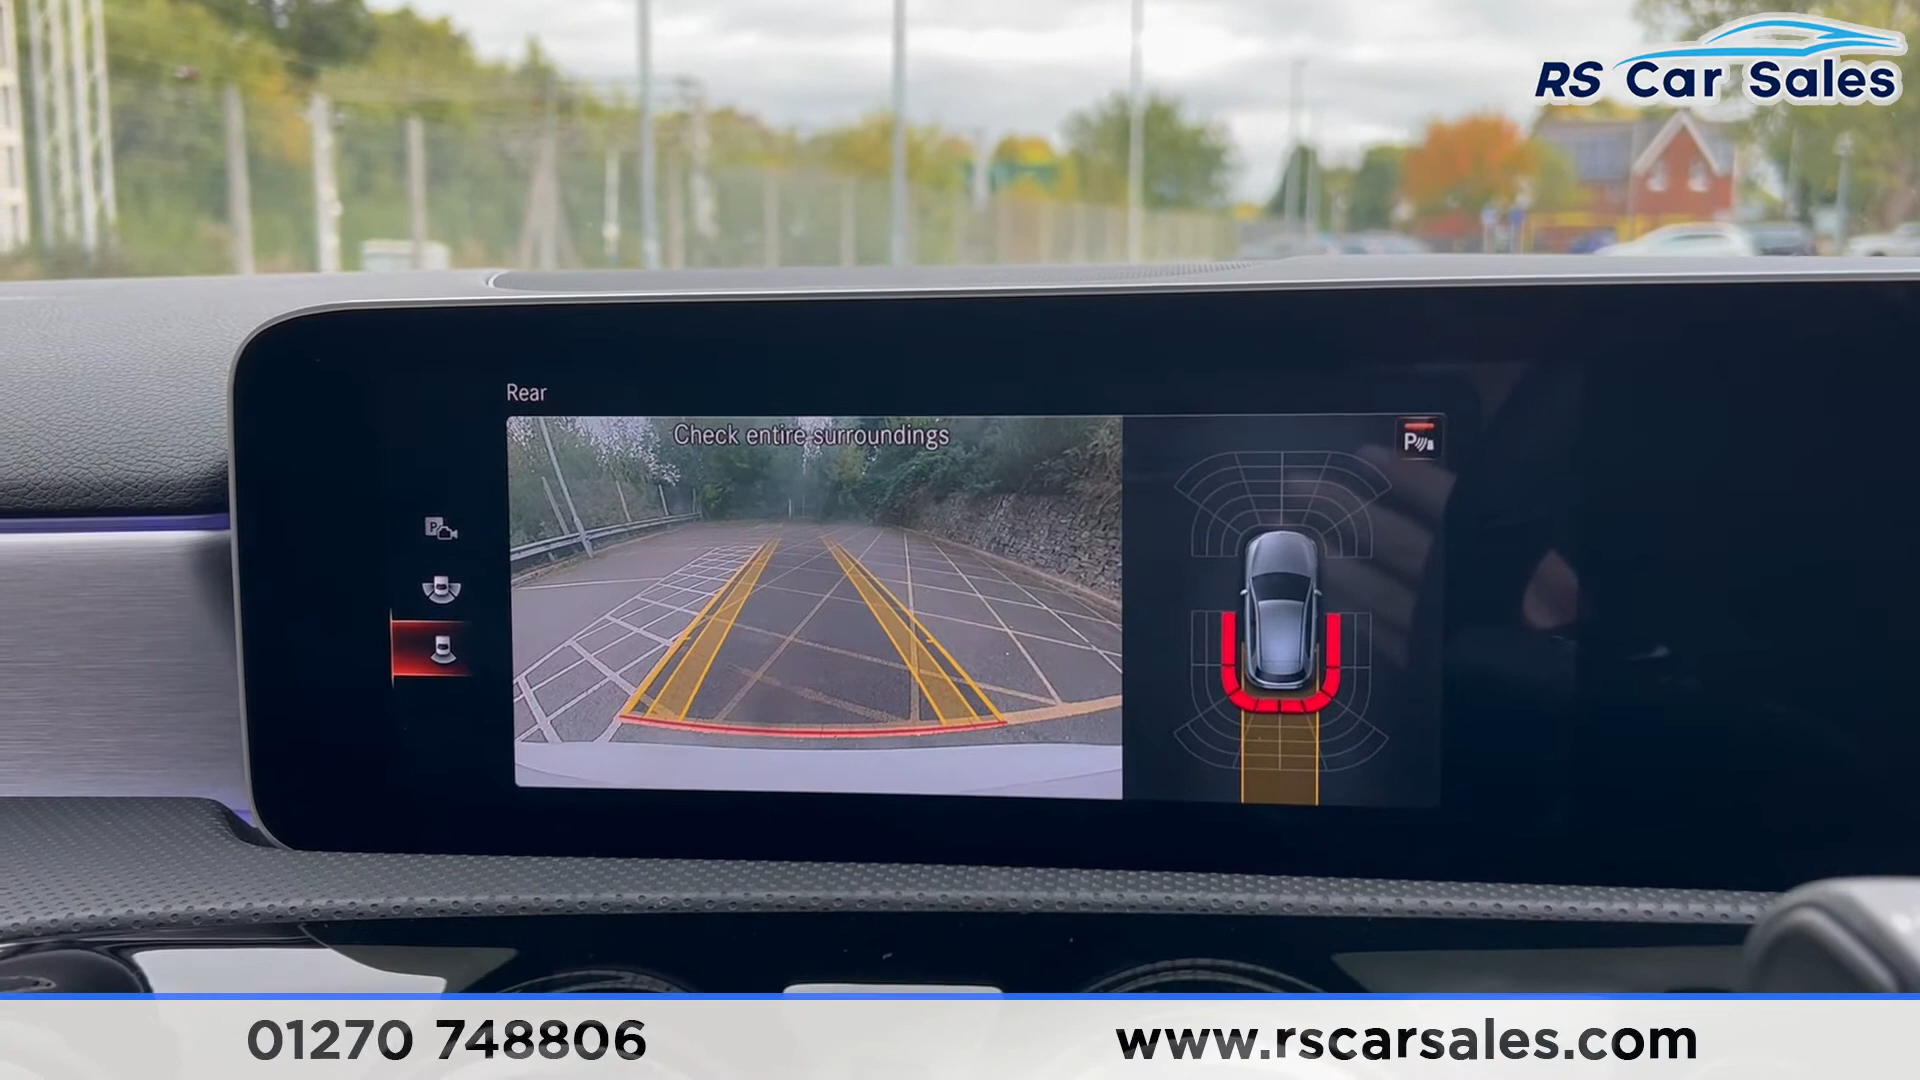 RS Car Sales
Rear
Check entire surroundings
P
P
01270 748806
www.rscarsales.com